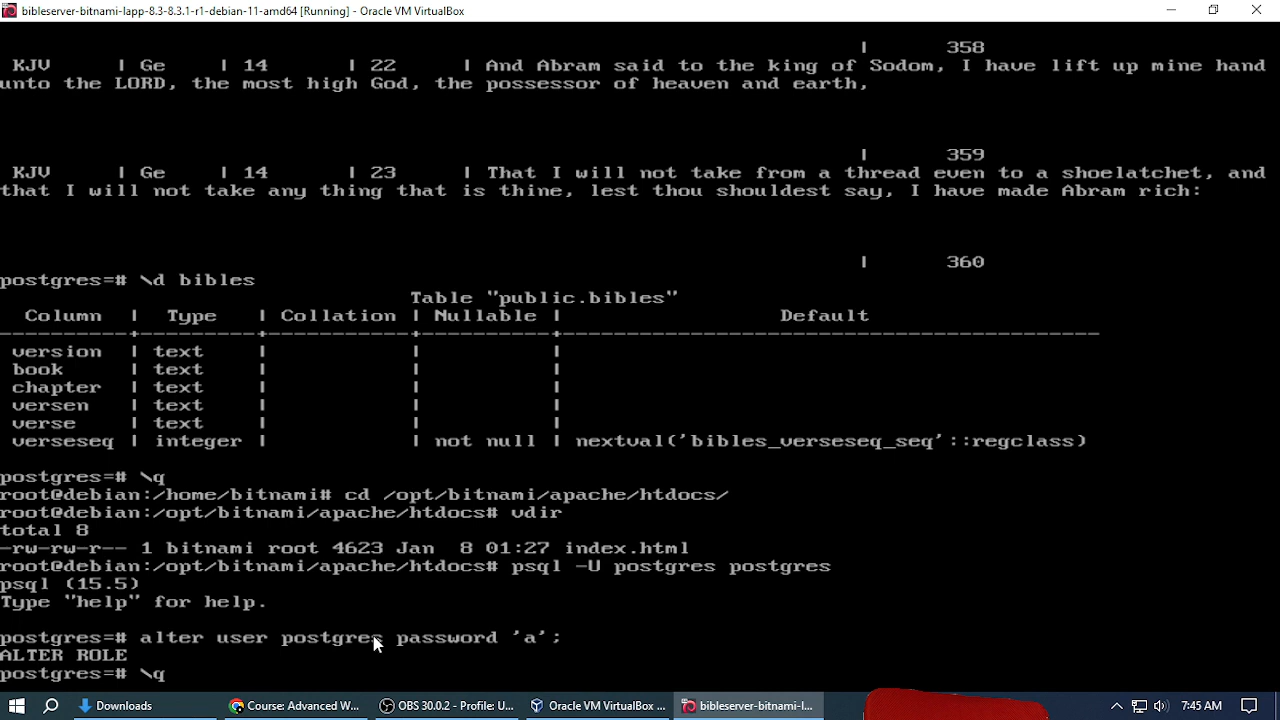 bibleserver-bitnami-lapp-8.3-8.3.1-r1-debian-11-amd64 [Running] - Oracle VM VirtualBox
| 358
KJV | Ge | 14 | 22 | And Abram said to the king of Sodom, I have lift up mine hand
unto the LORD, the most high God, the possessor of heaven and earth,
| 359
KJV | Ge | 14 | 23 | That I will not take from a thread even to a shoelatchet, and
that I will not take any thing that is thine, lest thou shouldest say, I have made Abram rich:
| 360
postgres=# \d bibles
Table "public.bibles"
Column | Type | Collation | Nullable | Default
---------+---------+-----------+----------+------------------------------------------
version | text | | |
book | text | | |
chapter | text | | |
versen | text | | |
verse | text | | |
verseseq | integer | | not null | nextval('bibles_verseseq_seq'::regclass)
postgres=# \q
root@debian:/home/bitnami# cd /opt/bitnami/apache/htdocs/
root@debian:/opt/bitnami/apache/htdocs# vdir
total 8
-rw-rw-r-- 1 bitnami root 4623 Jan 8 01:27 index.html
root@debian:/opt/bitnami/apache/htdocs# psql -U postgres postgres
psql (15.5)
Type "help" for help.
postgres=# alter user postgres password 'a';
ALTER ROLE
postgres=# \q
Downloads
Course: Advanced W...
OBS 30.0.2 - Profile: U...
Oracle VM VirtualBox ...
bibleserver-bitnami-l...
7:45 AM